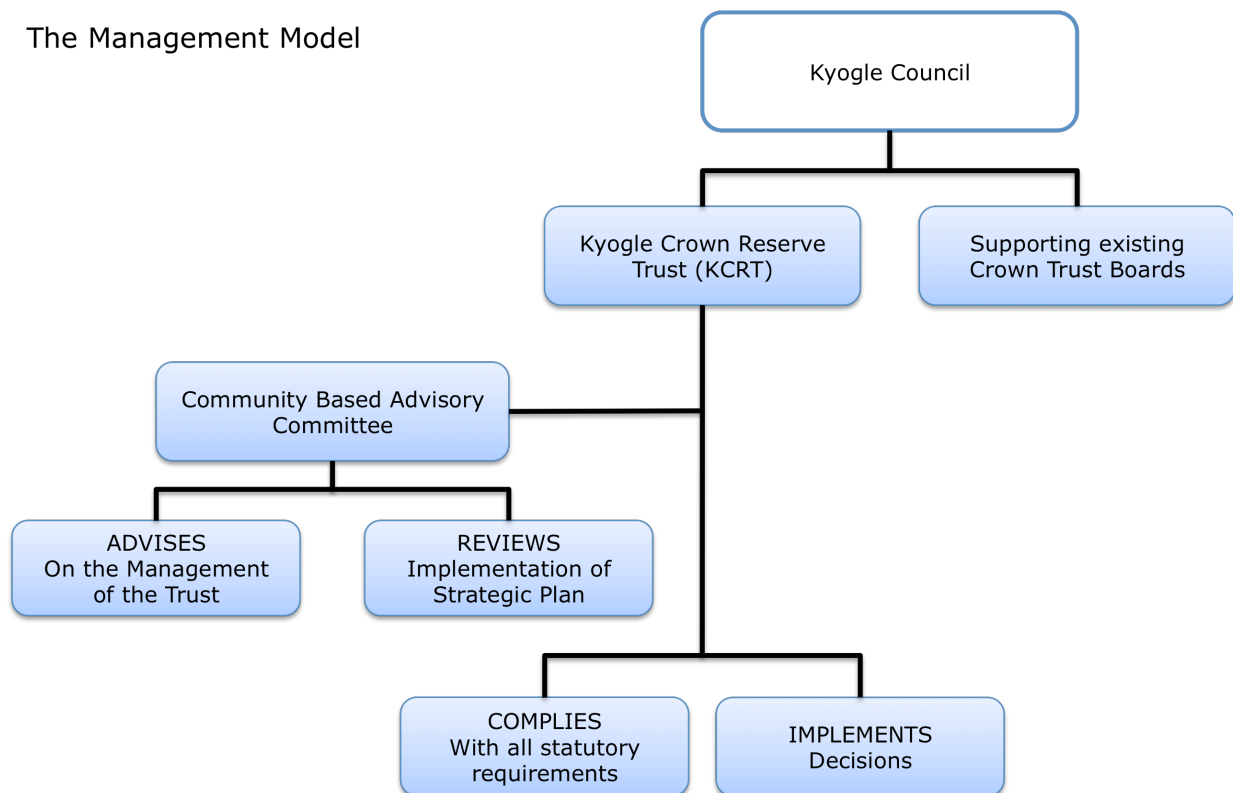 The Management Model
Kyogle Council
Kyogle Crown Reserve
Trust (KCRT)
Supporting existing
Crown Trust Boards
Community Based Advisory
Committee
ADVISES
On the Management
of the Trust
REVIEWS
Implementation of
Strategic Plan
COMPLIES
With all statutory
requirements
IMPLEMENTS
Decisions